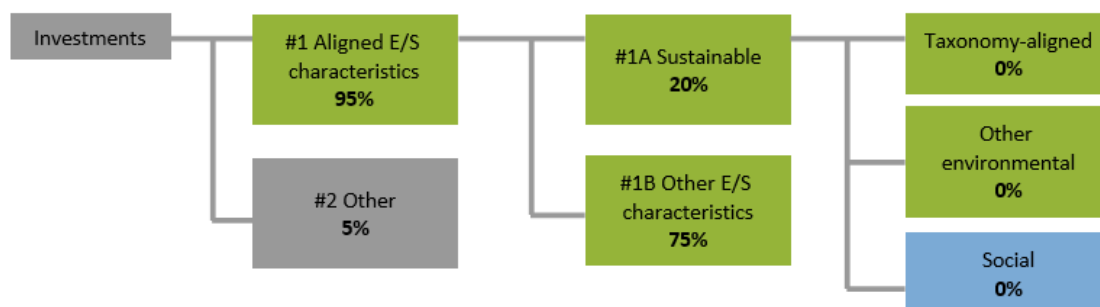 Investments
#1 Aligned E/S
characteristics
95%
#2 Other
5%
#1A Sustainable
20%
#1B Other E/S
characteristics
75%
Taxonomy-aligned
0%
Other
environmental
0%
Social
0%